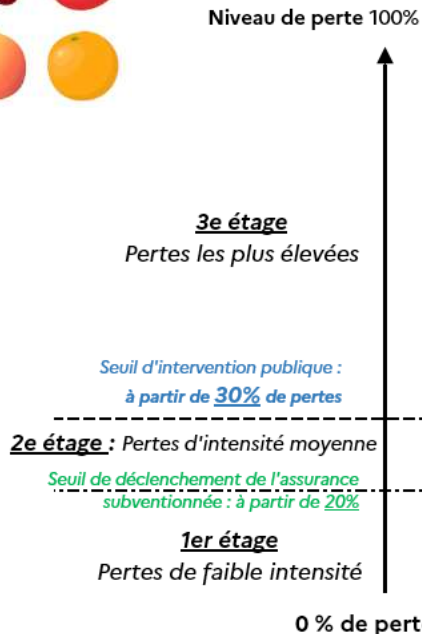 Niveau de perte 100%
3e étage
Pertes les plus élevées
Seuil d'intervention publique :
à partir de 30% de pertes
2e étage : Pertes d'intensité moyenne
Seuil de déclenchement de l'assurance
subventionnée : à partir de 20%
1er étage
Pertes de faible intensité
0 % de pert